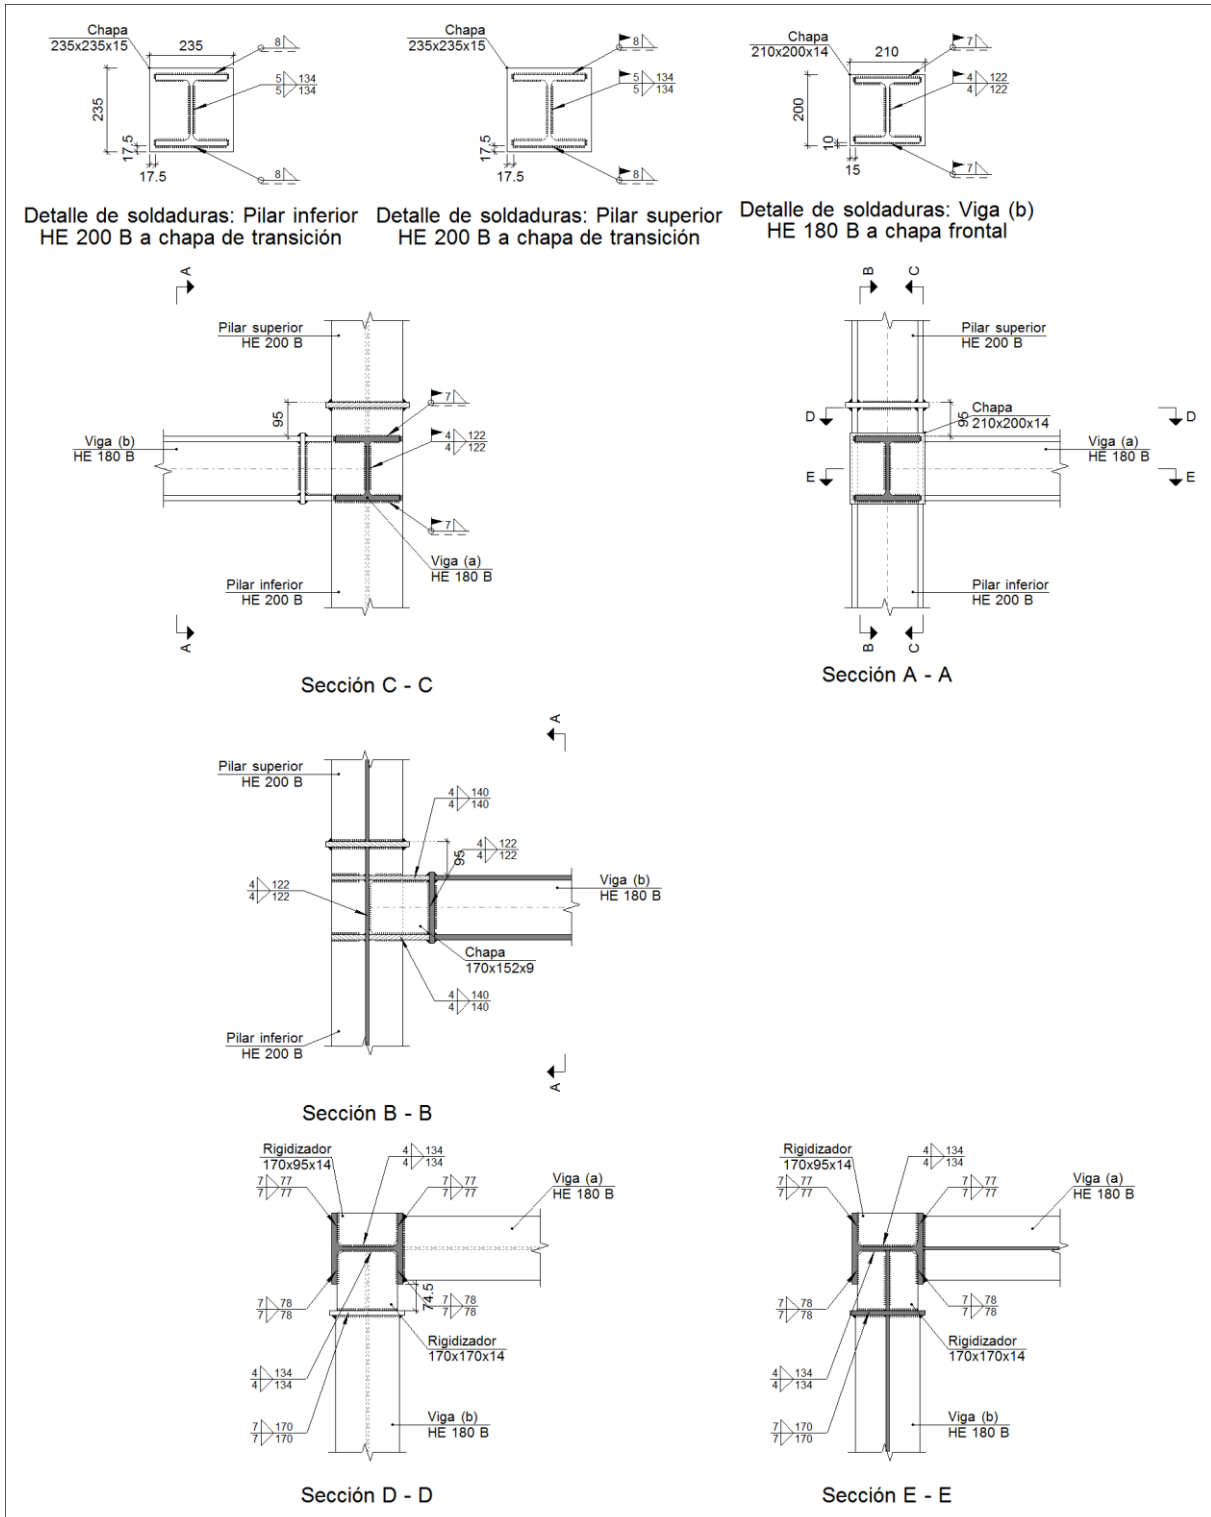 Chapa
235x235x15
235
8
5 134
5 134
235
17.5
17.5
8
Detalle de soldaduras: Pilar inferior
HE 200 B a chapa de transición
Chapa
235x235x15
8
5 134
5 134
17.5
17.5
8
Detalle de soldaduras: Pilar superior
HE 200 B a chapa de transición
Chapa
210x200x14
210
7
4 122
4 122
200
10
15
7
Detalle de soldaduras: Viga (b)
HE 180 B a chapa frontal
A
Pilar superior
HE 200 B
95
7
4 122
4 122
Viga (b)
HE 180 B
7
Viga (a)
HE 180 B
Pilar inferior
HE 200 B
A
Sección C - C
B
C
Pilar superior
HE 200 B
D
95
D
Chapa
210x200x14
Viga (a)
HE 180 B
E
E
Pilar inferior
HE 200 B
B
C
Sección A - A
A
Pilar superior
HE 200 B
4 140
4 140
95
4 122
4 122
4 122
4 122
Viga (b)
HE 180 B
Chapa
170x152x9
4 140
4 140
Pilar inferior
HE 200 B
A
Sección B - B
Rigidizador
170x95x14
4 134
4 134
7 77
7 77
7 77
7 77
Viga (a)
HE 180 B
7 78
7 78
74.5
7 78
7 78
Rigidizador
170x170x14
4 134
4 134
7 170
7 170
Viga (b)
HE 180 B
Sección D - D
Rigidizador
170x95x14
4 134
4 134
7 77
7 77
7 77
7 77
Viga (a)
HE 180 B
7 78
7 78
7 78
7 78
Rigidizador
170x170x14
4 134
4 134
7 170
7 170
Viga (b)
HE 180 B
Sección E - E